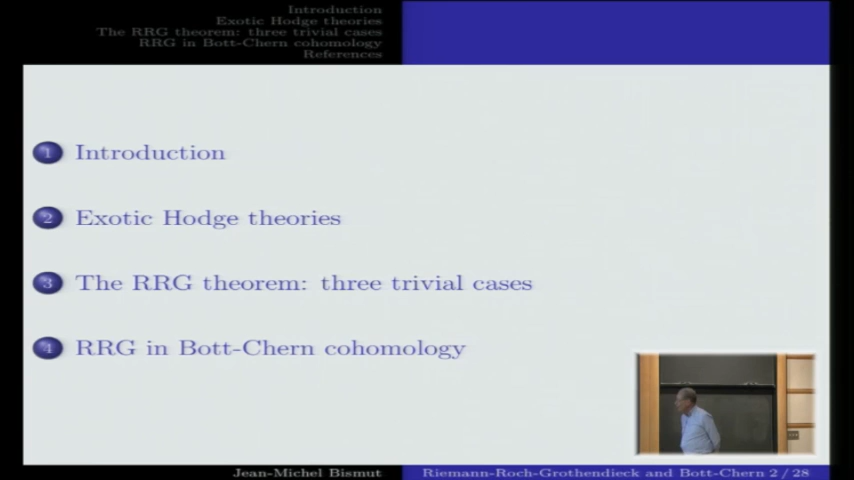 Introduction
Exotic Hodge theories
The RRG theorem: three trivial cases
RRG in Bott-Chern cohomology
References
1 Introduction
2 Exotic Hodge theories
3 The RRG theorem: three trivial cases
4 RRG in Bott-Chern cohomology
Jean-Michel Bismut
Riemann-Roch-Grothendieck and Bott-Chern 2 / 28